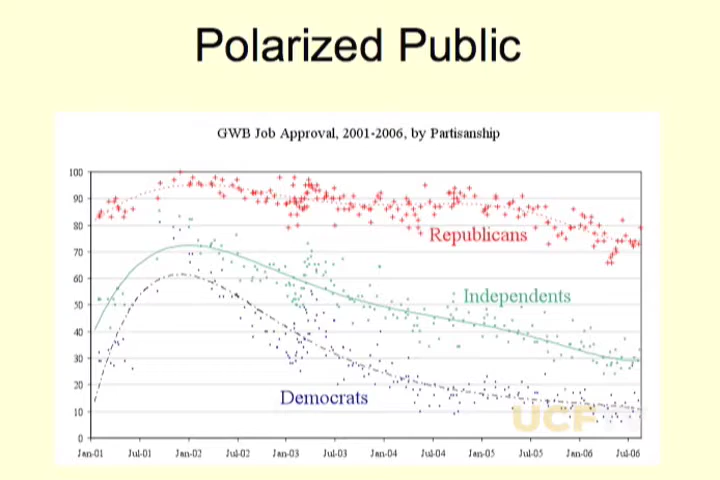 Polarized Public
GWB Job Approval, 2001-2006, by Partisanship
100
90
80
70
60
50
40
30
20
10
0
Republicans
Independents
Democrats
UCF
Jan-01 Jul-01 Jan-02 Jul-02 Jan-03 Jul-03 Jan-04 Jul-04 Jan-05 Jul-05 Jan-06 Jul-06